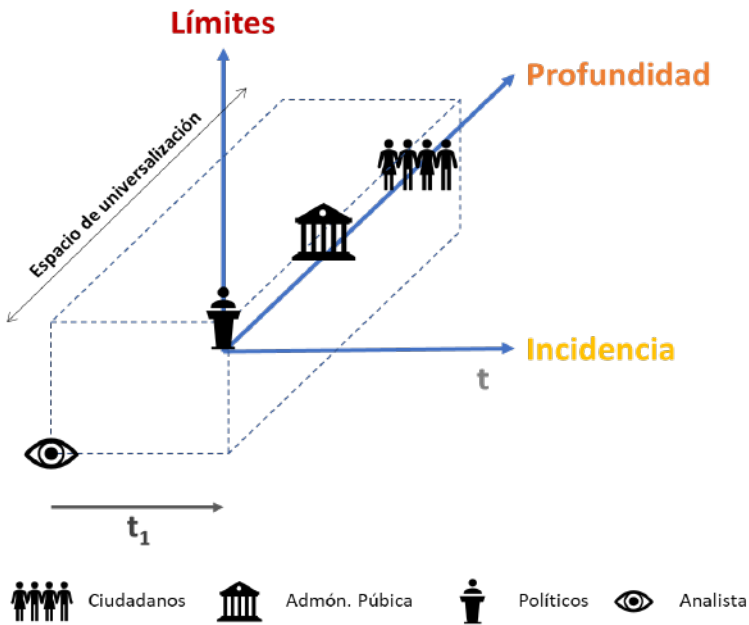 Límites
Profundidad
Espacio de universalización
Incidencia
t
t1
Ciudadanos
Admón. Púbica
Políticos
Analista